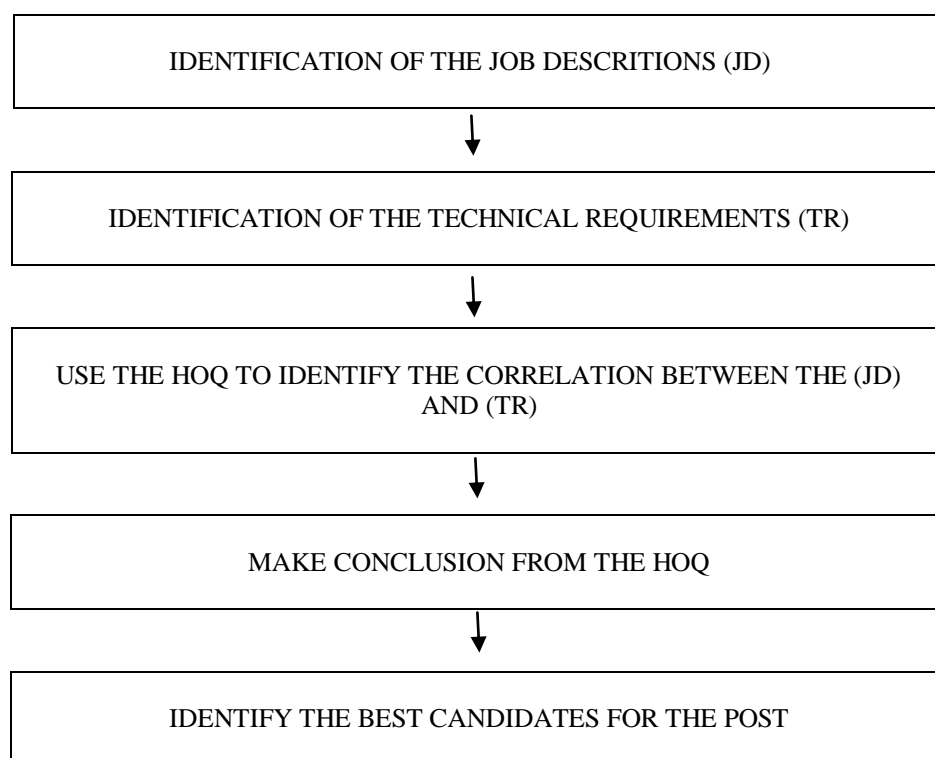 IDENTIFICATION OF THE JOB DESCRITIONS (JD)
IDENTIFICATION OF THE TECHNICAL REQUIREMENTS (TR)
USE THE HOQ TO IDENTIFY THE CORRELATION BETWEEN THE (JD)
AND (TR)
MAKE CONCLUSION FROM THE HOQ
IDENTIFY THE BEST CANDIDATES FOR THE POST